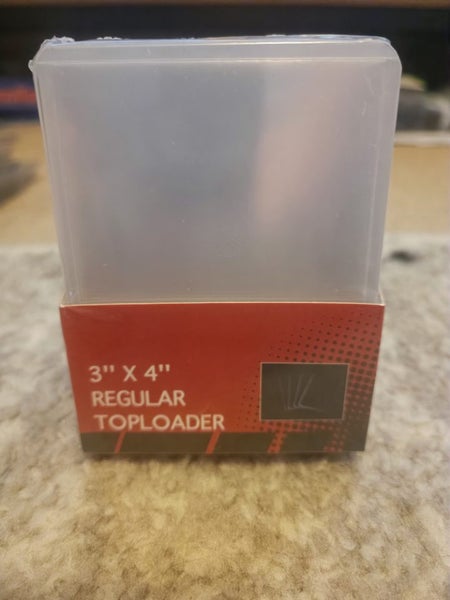 3" X 4"
REGULAR
TOPLOADER